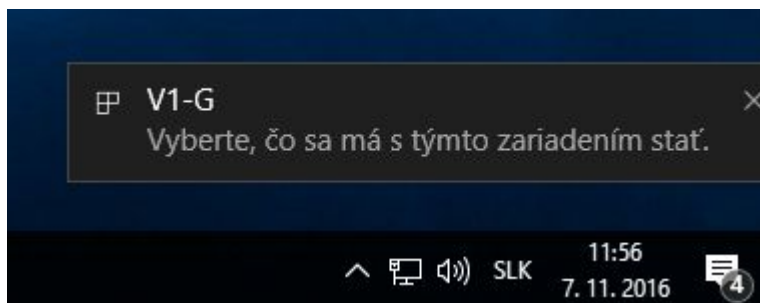 V1-G
Vyberte, čo sa má s týmto zariadením stať.
SLK
11:56
7. 11. 2016
4